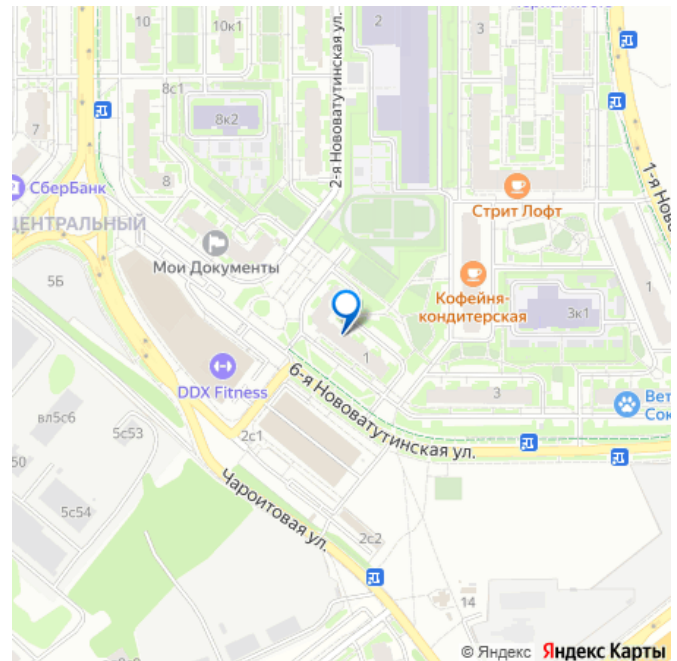 10
10к1
2
3
8с1
8к2
2-я Нововатутинская ул.
7
8
СберБанк
ЦЕНТРАЛЬНЫЙ
Стрит Лофт
1-я Ново
5Б
Мои Документы
Кофейня-
кондитерская
3к1
1
DDX Fitness
1
6-я Нововатутинская ул.
3
Вет
Сок
вл5с6
5с53
2с1
50
5с54
Чароитовая ул.
2с2
14
© Яндекс Яндекс Карты